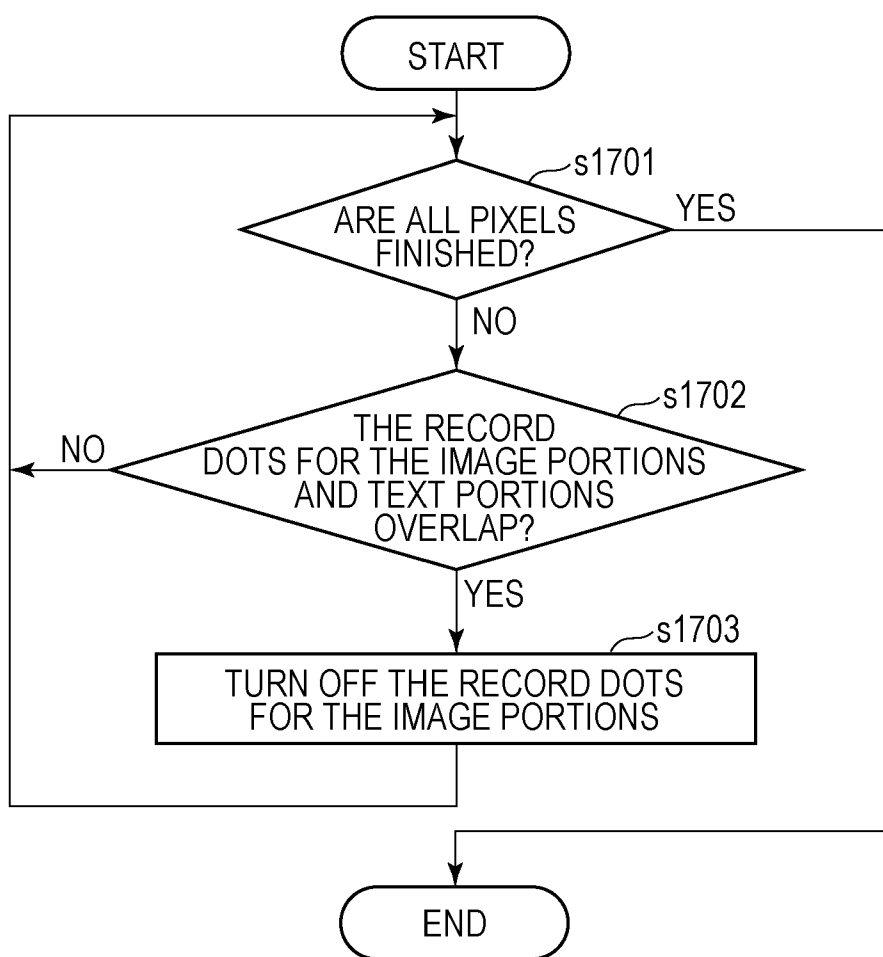 START
s1701
ARE ALL PIXELS
FINISHED?
YES
NO
s1702
THE RECORD
DOTS FOR THE IMAGE PORTIONS
AND TEXT PORTIONS
OVERLAP?
NO
YES
s1703
TURN OFF THE RECORD DOTS
FOR THE IMAGE PORTIONS
END